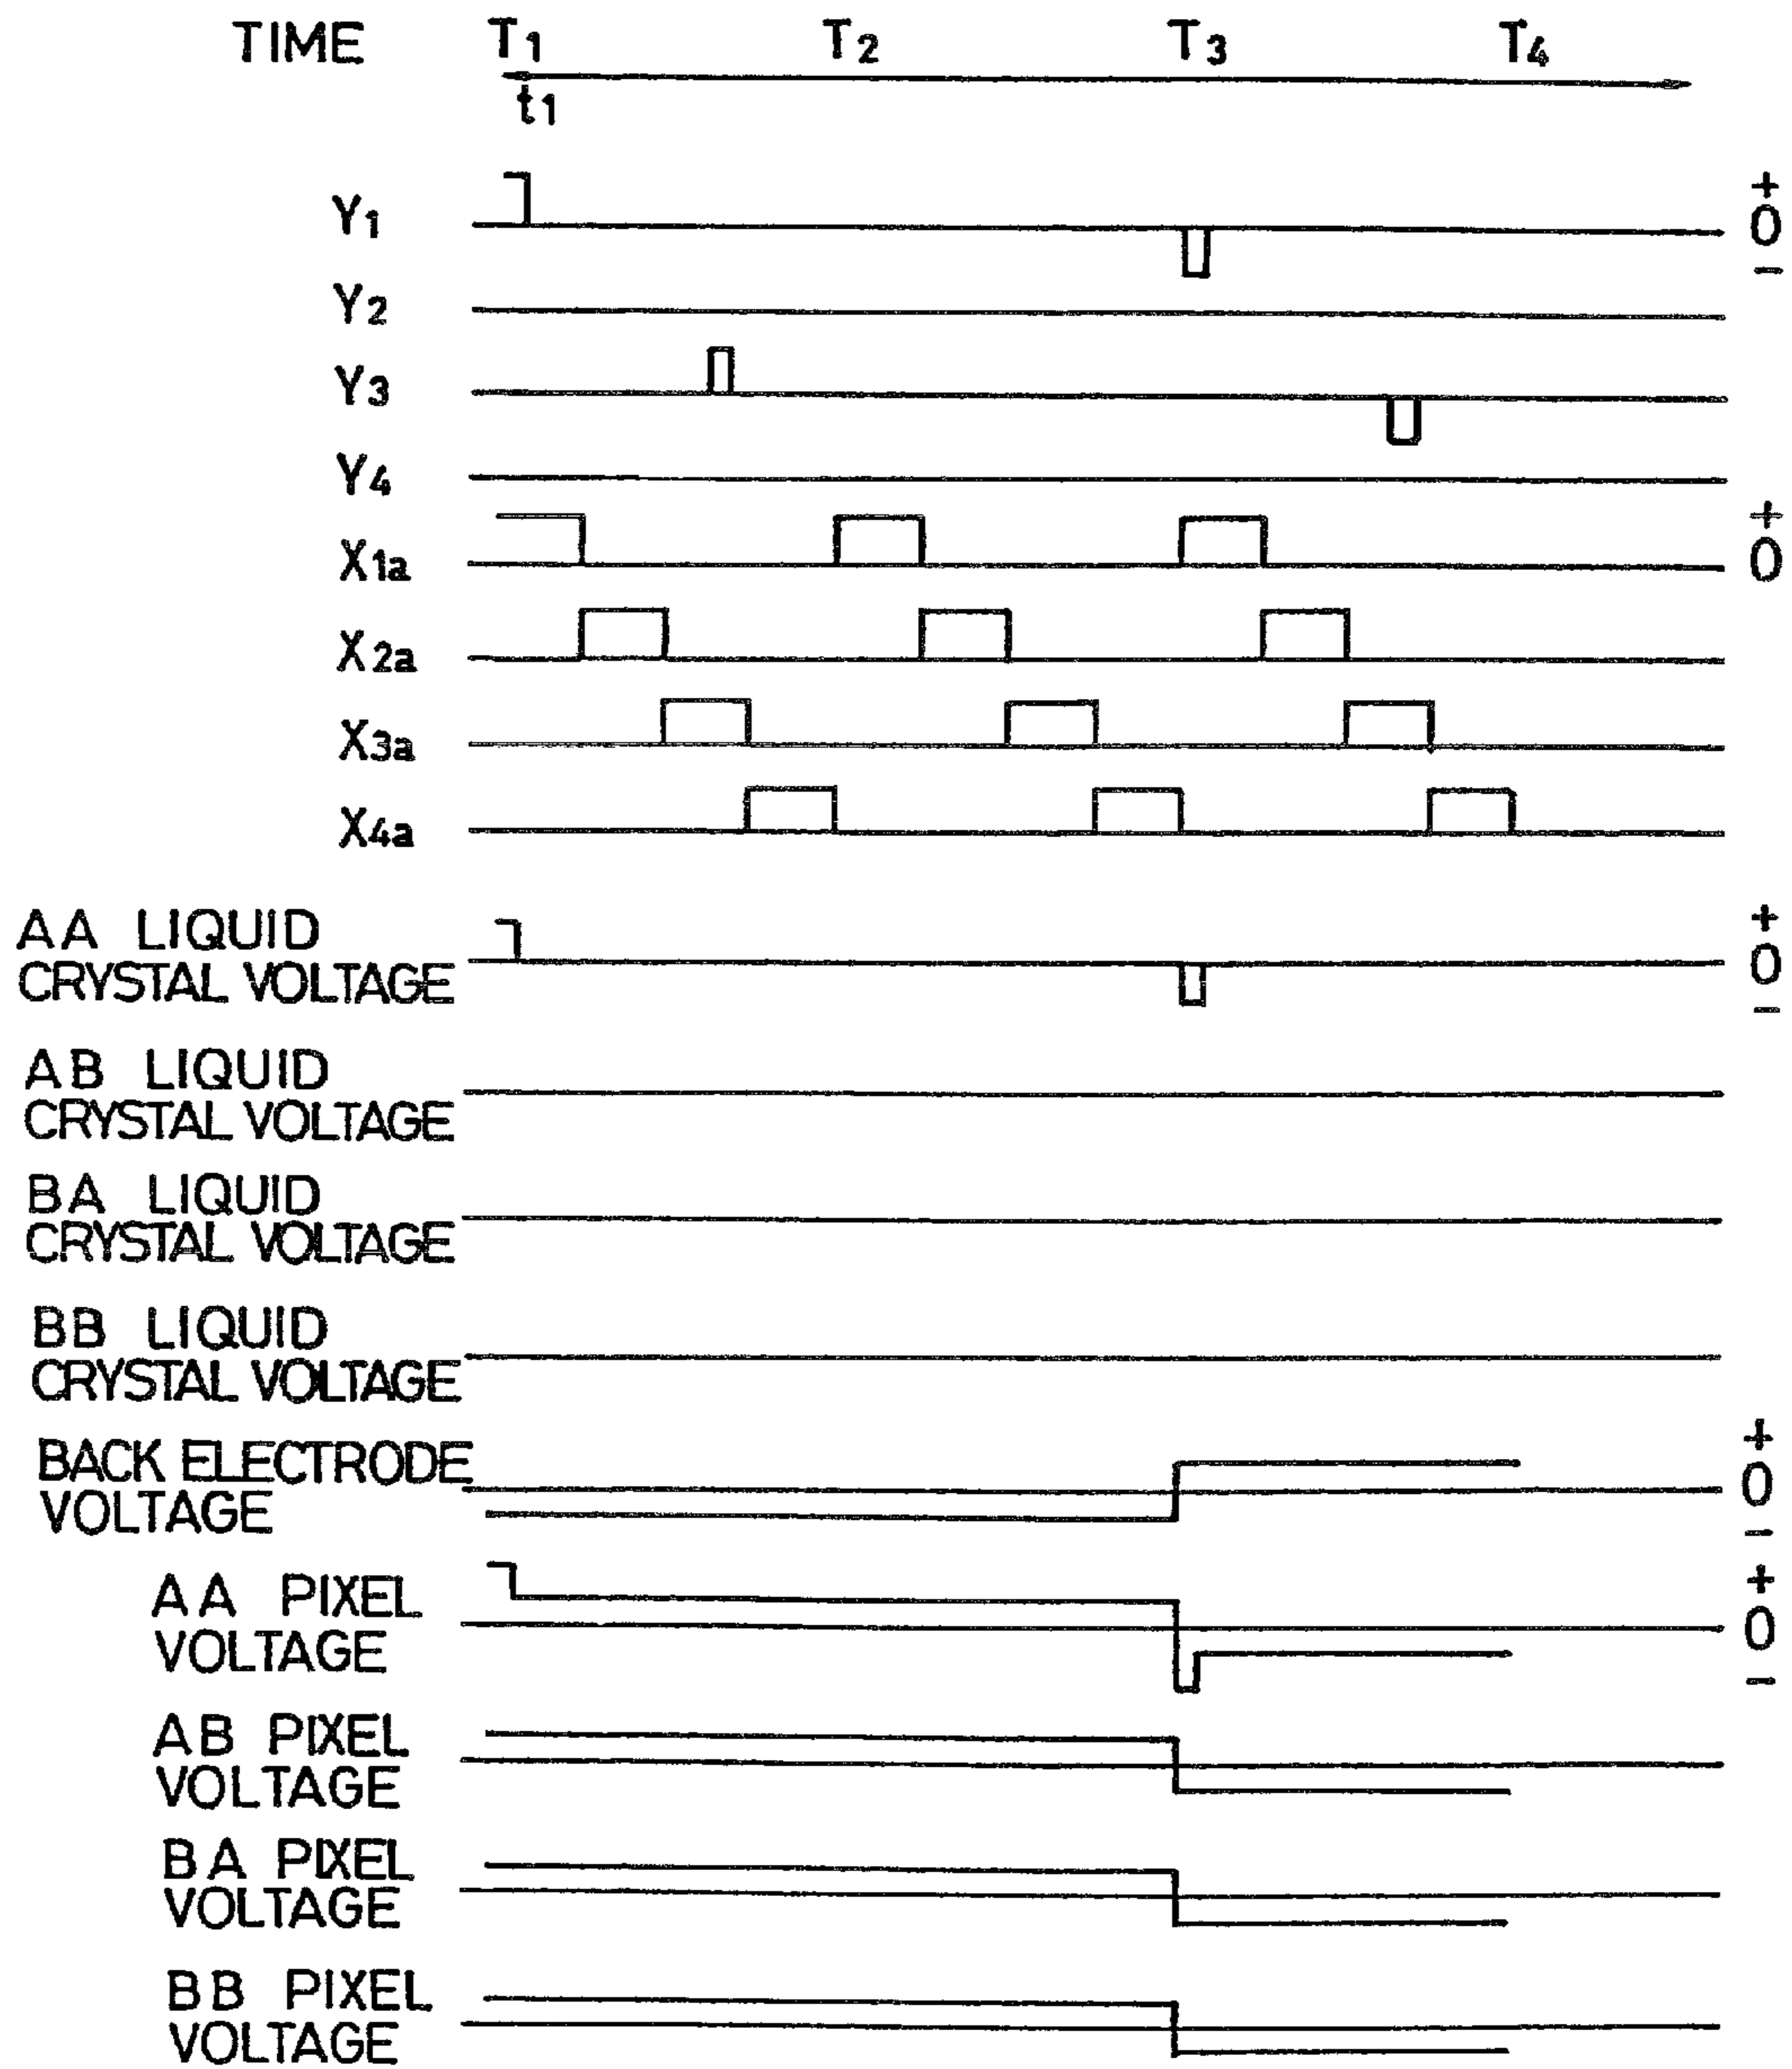 TIME T1 T2 T3 T4
t1
Y1 + 0 −
Y2
Y3
Y4
X1a + 0
X2a
X3a
X4a
AA LIQUID
CRYSTAL VOLTAGE + 0 −
AB LIQUID
CRYSTAL VOLTAGE
BA LIQUID
CRYSTAL VOLTAGE
BB LIQUID
CRYSTAL VOLTAGE
BACK ELECTRODE
VOLTAGE + 0 −
AA PIXEL
VOLTAGE + 0 −
AB PIXEL
VOLTAGE
BA PIXEL
VOLTAGE
BB PIXEL
VOLTAGE